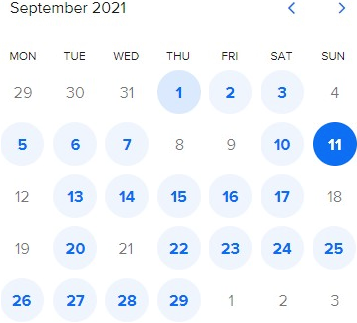 September 2021
MON TUE WED THU FRI SAT SUN
29 30 31 1 2 3 4
5 6 7 8 9 10 11
12 13 14 15 16 17 18
19 20 21 22 23 24 25
26 27 28 29 1 2 3